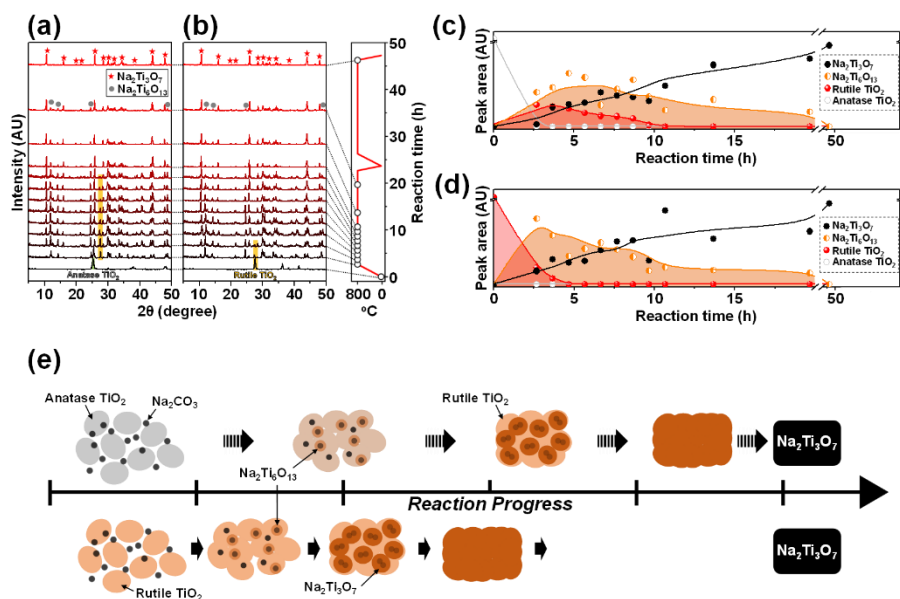 (a)
(b)
Intensity (AU)
Na₂Ti₃O₇
Na₂Ti₆O₁₃
Anatase TiO₂
Rutile TiO₂
10 20 30 40 50
10 20 30 40 50
2θ (degree)
800 0
ºC
50
40
30
20
10
0
Reaction time (h)
(c)
Peak area (AU)
Na₂Ti₃O₇
Na₂Ti₆O₁₃
Rutile TiO₂
Anatase TiO₂
0 5 10 15 50
Reaction time (h)
(d)
Peak area (AU)
Na₂Ti₃O₇
Na₂Ti₆O₁₃
Rutile TiO₂
Anatase TiO₂
0 5 10 15 50
Reaction time (h)
(e)
Anatase TiO₂
Na₂CO₃
Rutile TiO₂
Na₂Ti₃O₇
Na₂Ti₆O₁₃
Reaction Progress
Rutile TiO₂
Na₂Ti₃O₇
Na₂Ti₃O₇